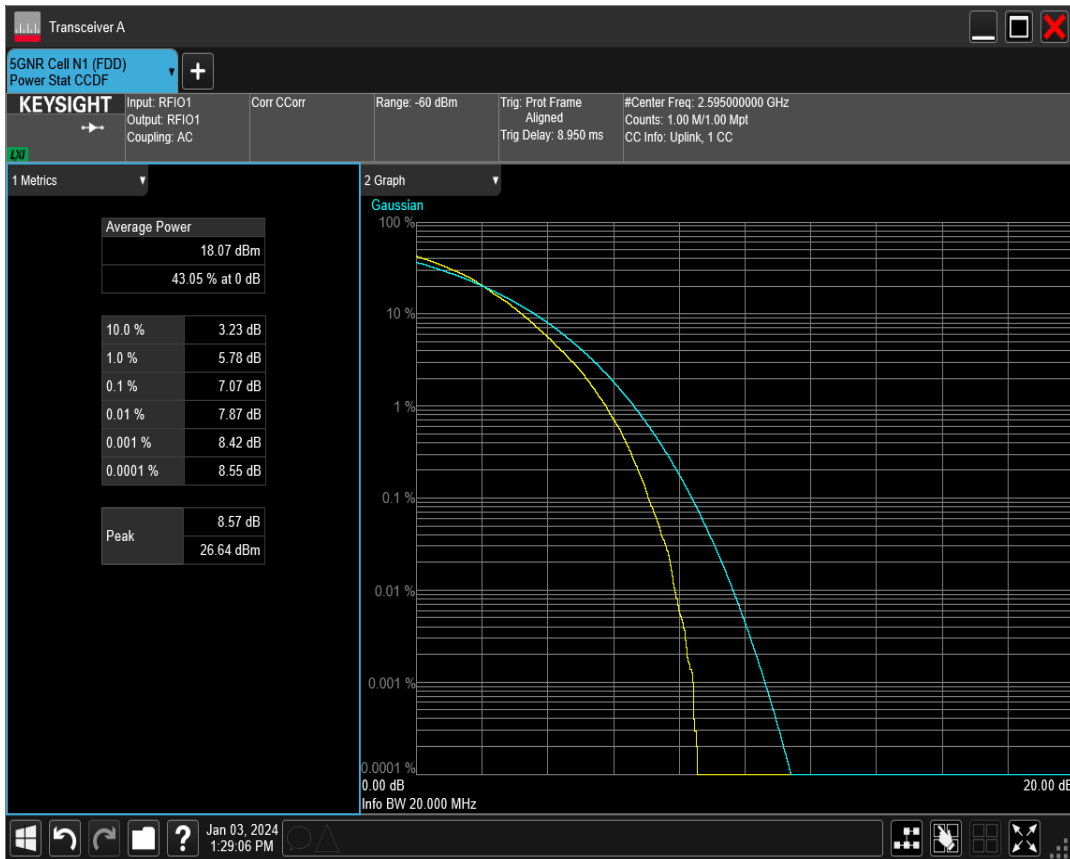 Transceiver A
5GNR Cell N1 (FDD)
Power Stat CCDF
KEYSIGHT
LXI
Input: RFIO1
Output: RFIO1
Coupling: AC
Corr CCorr
Range: -60 dBm
Trig: Prot Frame
Aligned
Trig Delay: 8.950 ms
#Center Freq: 2.595000000 GHz
Counts: 1.00 M/1.00 Mpt
CC Info: Uplink, 1 CC
1 Metrics
Average Power
18.07 dBm
43.05 % at 0 dB
10.0 % 3.23 dB
1.0 % 5.78 dB
0.1 % 7.07 dB
0.01 % 7.87 dB
0.001 % 8.42 dB
0.0001 % 8.55 dB
Peak
8.57 dB
26.64 dBm
2 Graph
Gaussian
100 %
10 %
1 %
0.1 %
0.01 %
0.001 %
0.0001 %
0.00 dB 20.00 dB
Info BW 20.000 MHz
?
Jan 03, 2024
1:29:06 PM